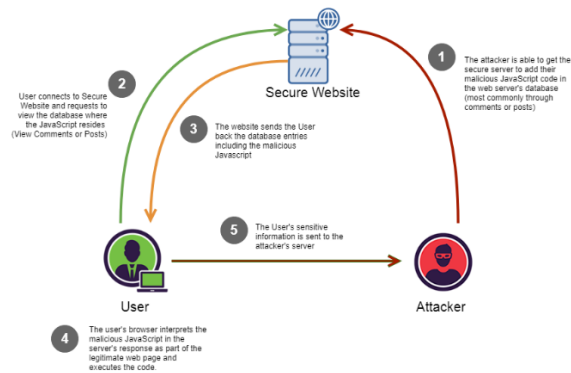 1
The attacker is able to get the
secure server to add their
malicious JavaScript code in
the web server's database
(most commonly through
comments or posts)
Secure Website
2
User connects to Secure
Website and requests to
view the database where
the JavaScript resides
(View Comments or Posts)
3
The website sends the User
back the database entries
including the malicious
Javascript
5
The User's sensitive
information is sent to the
attacker's server
User
Attacker
4
The user's browser interprets the
malicious JavaScript in the
server's response as part of the
legitimate web page and
executes the code.